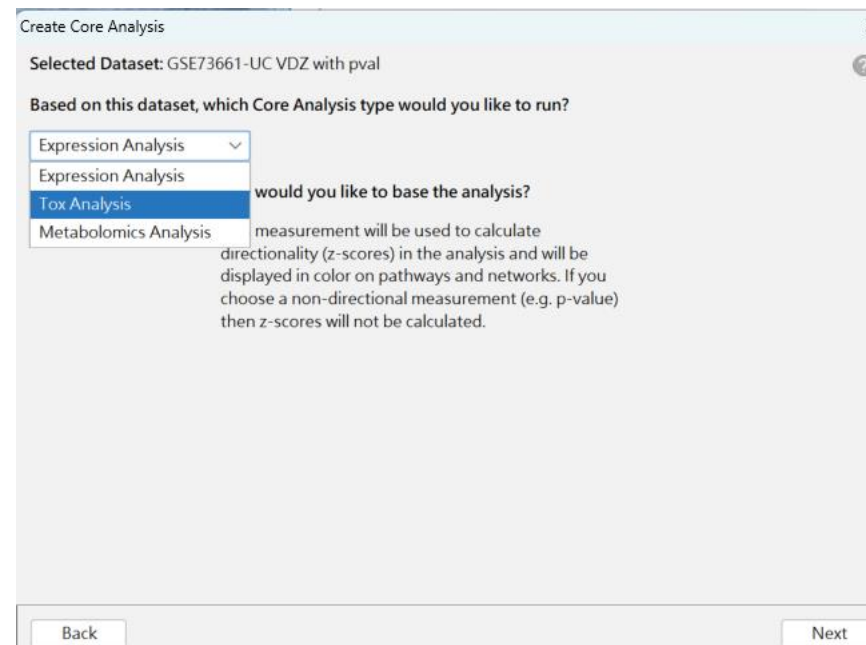 Create Core Analysis
Selected Dataset: GSE73661-UC VDZ with pval
Based on this dataset, which Core Analysis type would you like to run?
Expression Analysis
Expression Analysis
Tox Analysis
would you like to base the analysis?
Metabolomics Analysis
measurement will be used to calculate
directionality (z-scores) in the analysis and will be
displayed in color on pathways and networks. If you
choose a non-directional measurement (e.g. p-value)
then z-scores will not be calculated.
Back
Next